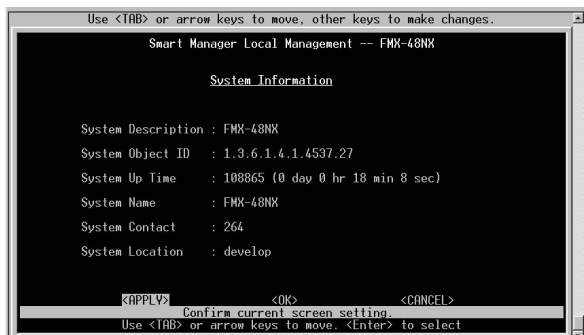 Use <TAB> or arrow keys to move, other keys to make changes.
Smart Manager Local Management -- FMX-48NX
System Information
System Description : FMX-48NX
System Object ID : 1.3.6.1.4.1.4537.27
System Up Time : 108865 (0 day 0 hr 18 min 8 sec)
System Name : FMX-48NX
System Contact : 264
System Location : develop
<APPLY> <OK> <CANCEL>
Confirm current screen setting.
Use <TAB> or arrow keys to move. <Enter> to select